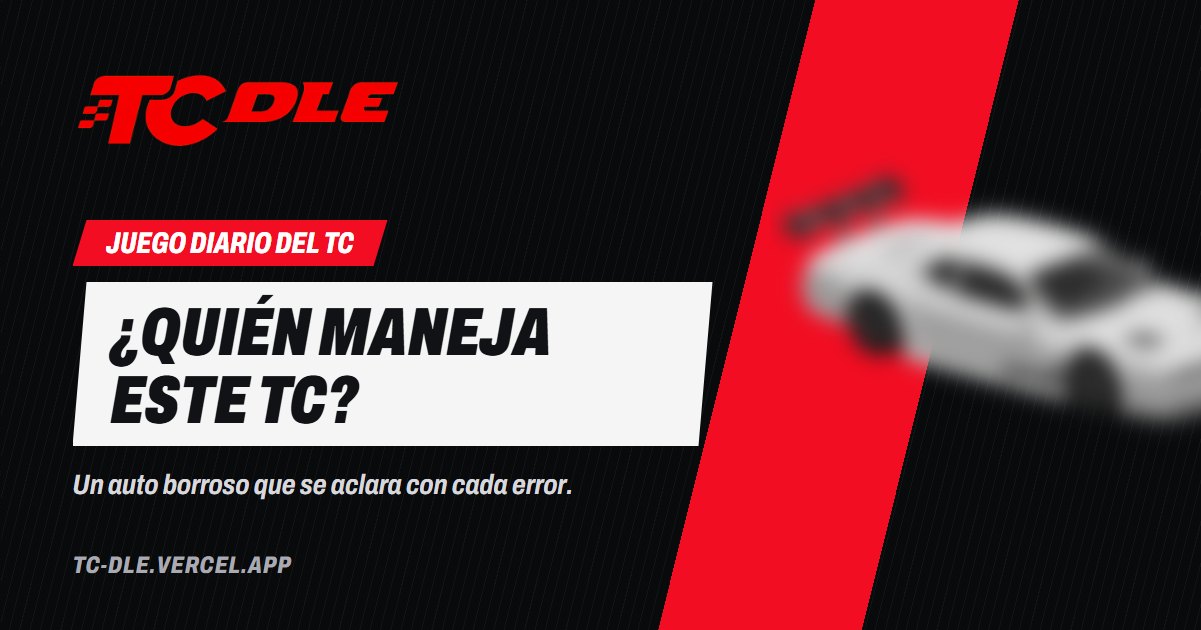 TC DLE
JUEGO DIARIO DEL TC
¿QUIÉN MANEJA
ESTE TC?
Un auto borroso que se aclara con cada error.
TC-DLE.VERCEL.APP